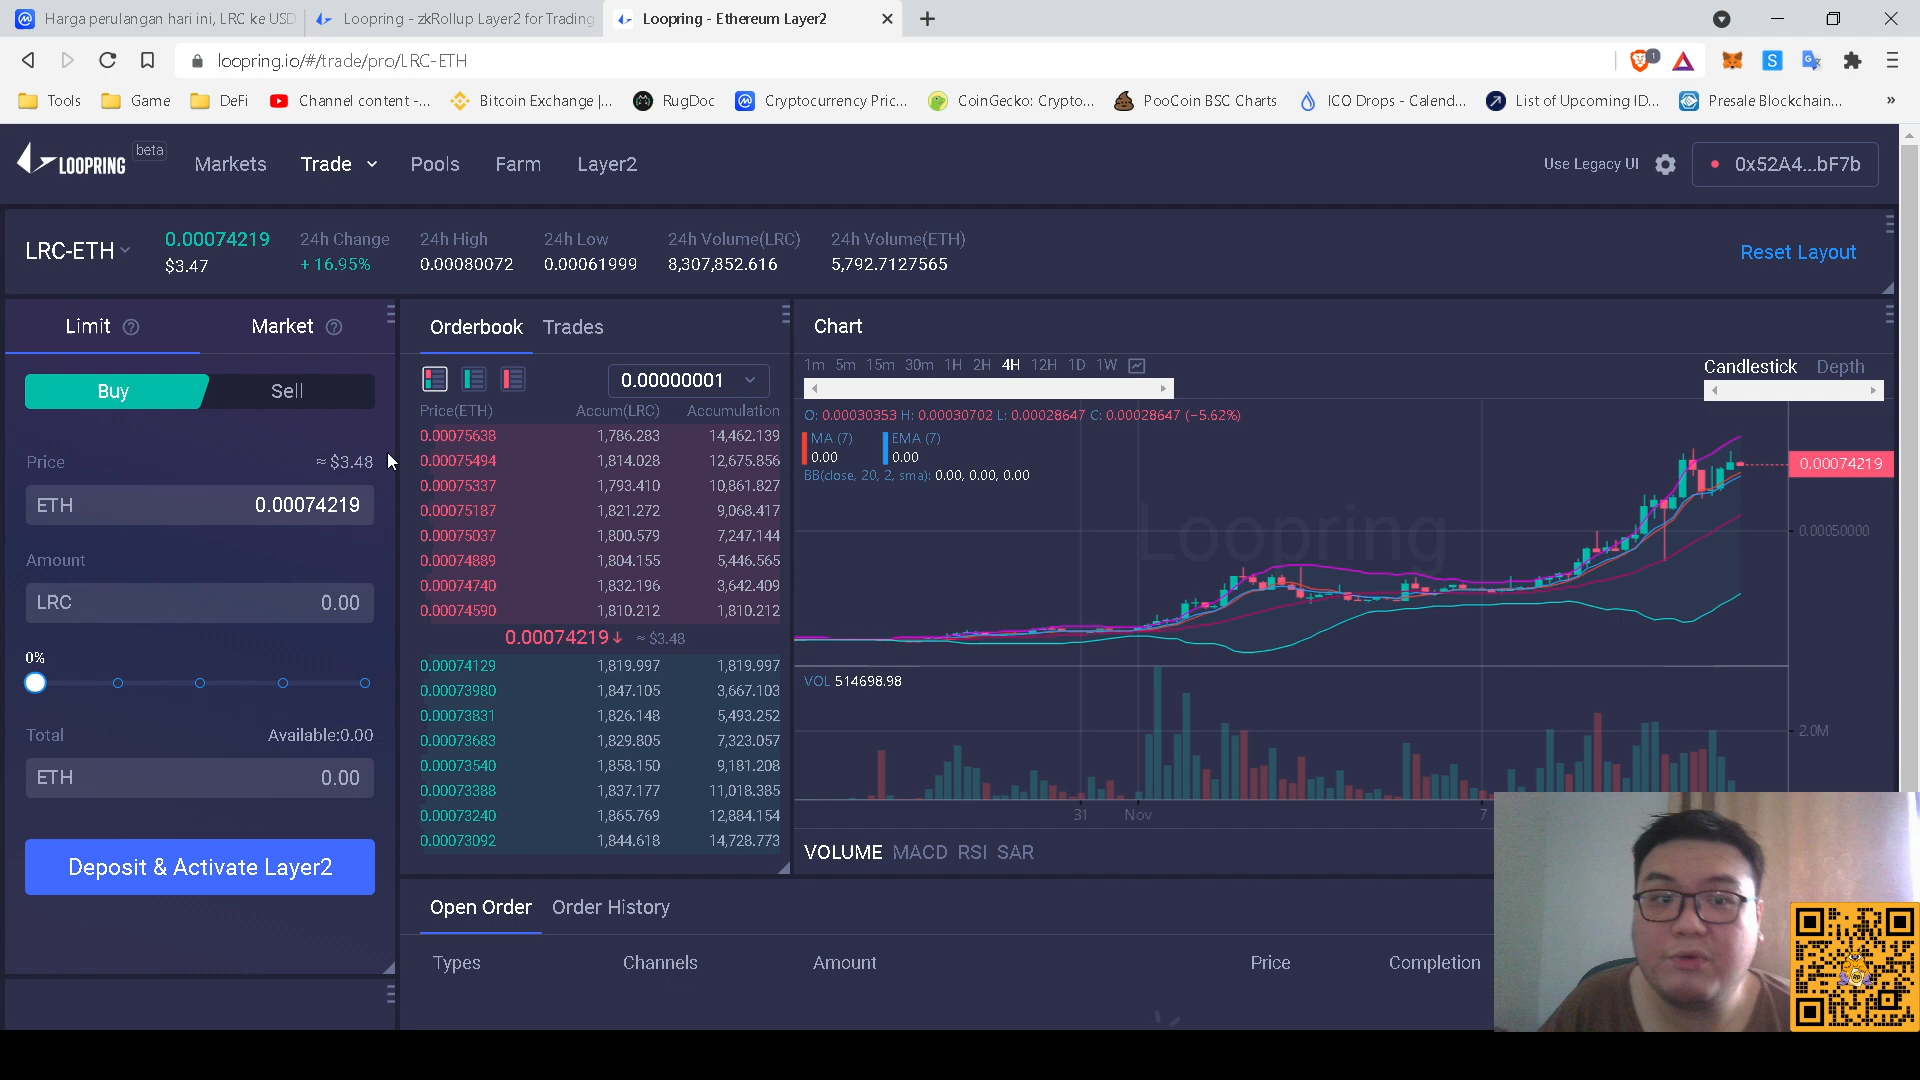 Harga perulangan hari ini, LRC ke USD
Loopring - zkRollup Layer2 for Trading
Loopring - Ethereum Layer2
loopring.io/#/trade/pro/LRC-ETH
1
Tools
Game
DeFi
Channel content -...
Bitcoin Exchange |...
RugDoc
Cryptocurrency Pric...
CoinGecko: Crypto...
PooCoin BSC Charts
ICO Drops - Calend...
List of Upcoming ID...
Presale Blockchain...
»
LOOPRING beta
Markets
Trade
Pools
Farm
Layer2
Use Legacy UI
0x52A4...bF7b
LRC-ETH
0.00074219
$3.47
24h Change
+ 16.95%
24h High
0.00080072
24h Low
0.00061999
24h Volume(LRC)
8,307,852.616
24h Volume(ETH)
5,792.7127565
Reset Layout
Limit
Market
Buy
Sell
Price
≈ $3.48
ETH 0.00074219
Amount
LRC 0.00
0%
Total
Available:0.00
ETH 0.00
Deposit & Activate Layer2
Orderbook
Trades
0.00000001
Price(ETH) Accum(LRC) Accumulation
0.00075638 1,786.283 14,462.139
0.00075494 1,814.028 12,675.856
0.00075337 1,793.410 10,861.827
0.00075187 1,821.272 9,068.417
0.00075037 1,800.579 7,247.144
0.00074889 1,804.155 5,446.565
0.00074740 1,832.196 3,642.409
0.00074590 1,810.212 1,810.212
0.00074219↓ ≈ $3.48
0.00074129 1,819.997 1,819.997
0.00073980 1,847.105 3,667.103
0.00073831 1,826.148 5,493.252
0.00073683 1,829.805 7,323.057
0.00073540 1,858.150 9,181.208
0.00073388 1,837.177 11,018.385
0.00073240 1,865.769 12,884.154
0.00073092 1,844.618 14,728.773
Chart
1m 5m 15m 30m 1H 2H 4H 12H 1D 1W
Candlestick
Depth
O: 0.00030353 H: 0.00030702 L: 0.00028647 C: 0.00028647 (−5.62%)
MA (7)
0.00
EMA (7)
0.00
BB(close, 20, 2, sma): 0.00, 0.00, 0.00
Loopring
0.00074219
0.00050000
VOL 514698.98
2.0M
31
Nov
7
VOLUME MACD RSI SAR
Open Order
Order History
Types
Channels
Amount
Price
Completion